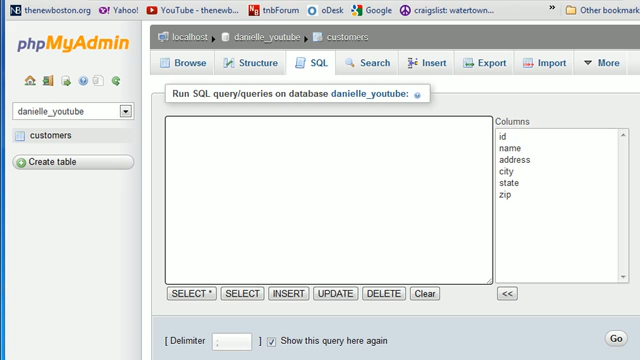 NB thenewboston.org Yahoo! YouTube - thenewb... tnbForum oDesk Google craigslist: watertown... » Other bookmark
phpMyAdmin
localhost danielle_youtube customers
Browse Structure SQL Search Insert Export Import More
danielle_youtube
customers
Create table
Run SQL query/queries on database danielle_youtube:
Columns
id
name
address
city
state
zip
SELECT * SELECT INSERT UPDATE DELETE Clear <<
[ Delimiter ; ] Show this query here again
Go